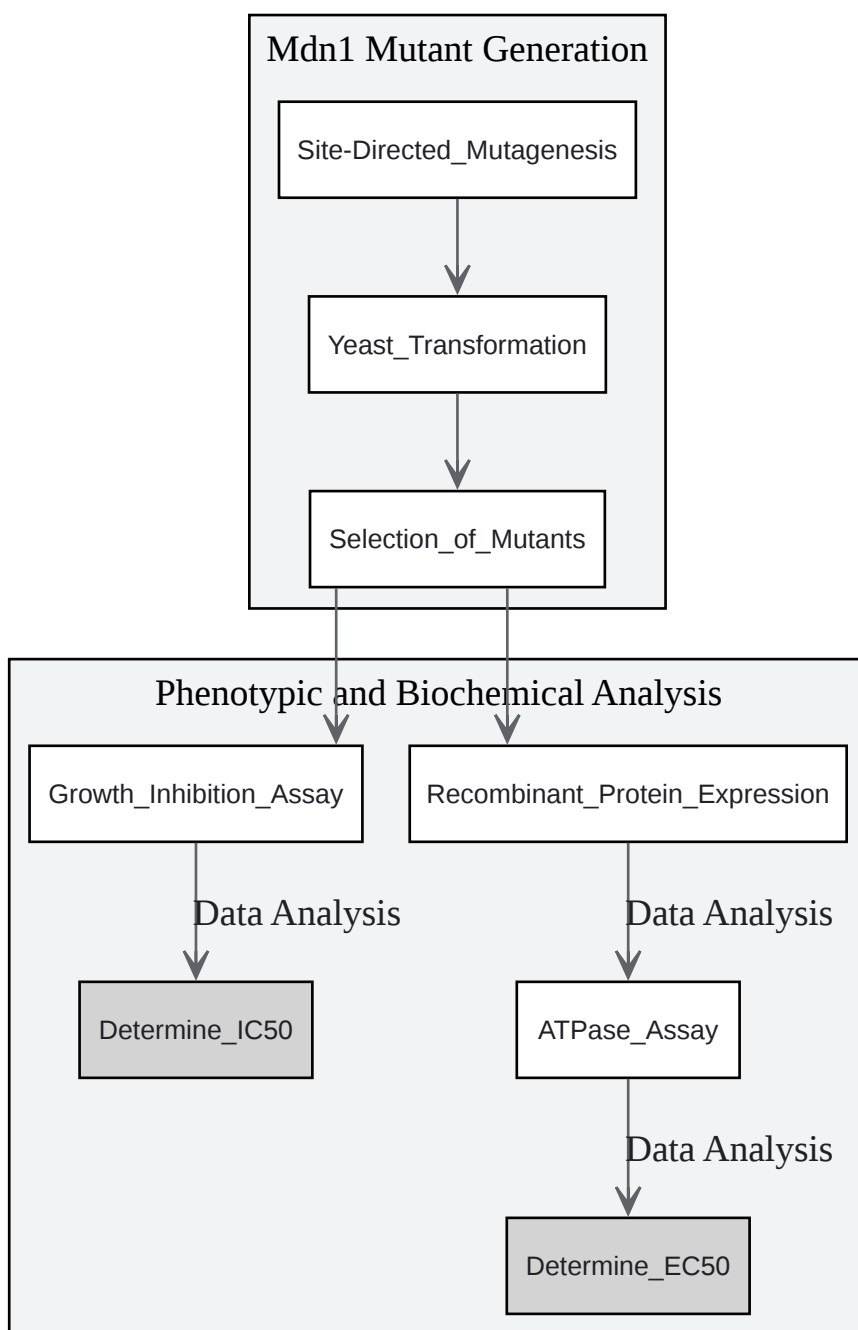 Mdn1 Mutant Generation
Site-Directed_Mutagenesis
Yeast_Transformation
Selection_of_Mutants
Phenotypic and Biochemical Analysis
Growth_Inhibition_Assay
Recombinant_Protein_Expression
Data Analysis
Data Analysis
Determine_IC50
ATPase_Assay
Data Analysis
Determine_EC50